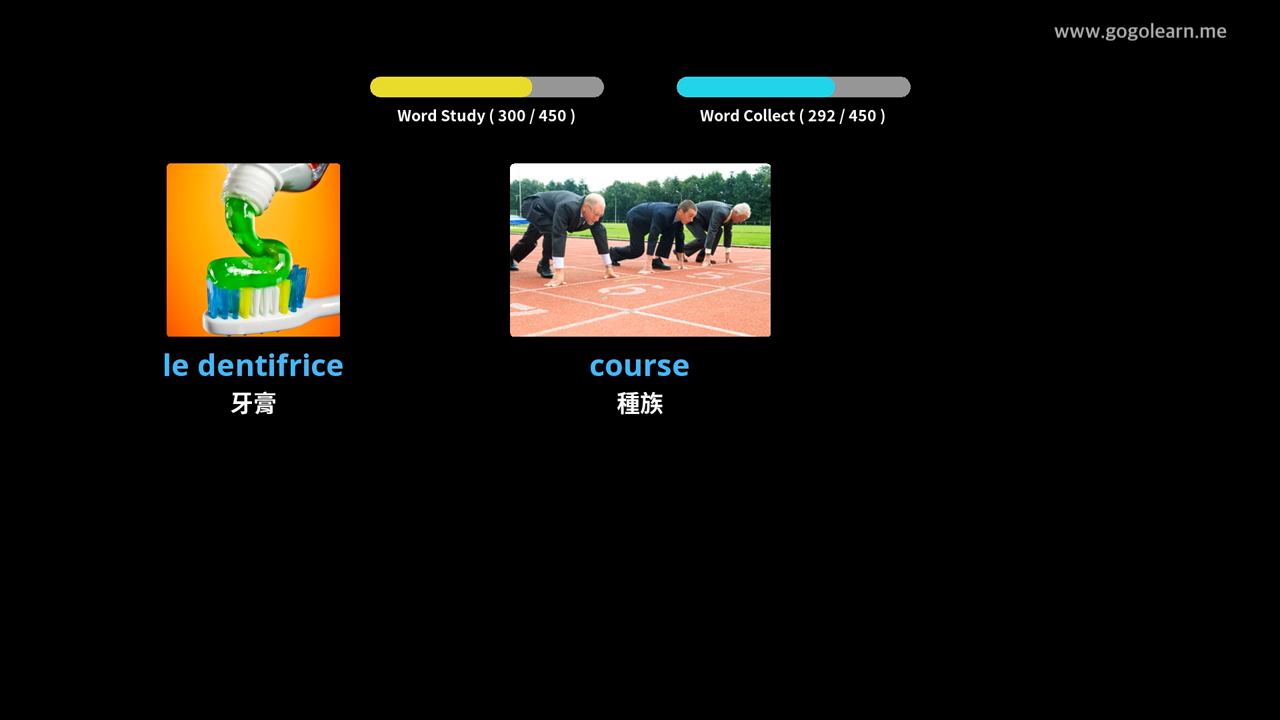 www.gogolearn.me
Word Study ( 300 / 450 )
Word Collect ( 292 / 450 )
le dentifrice
牙膏
course
種族